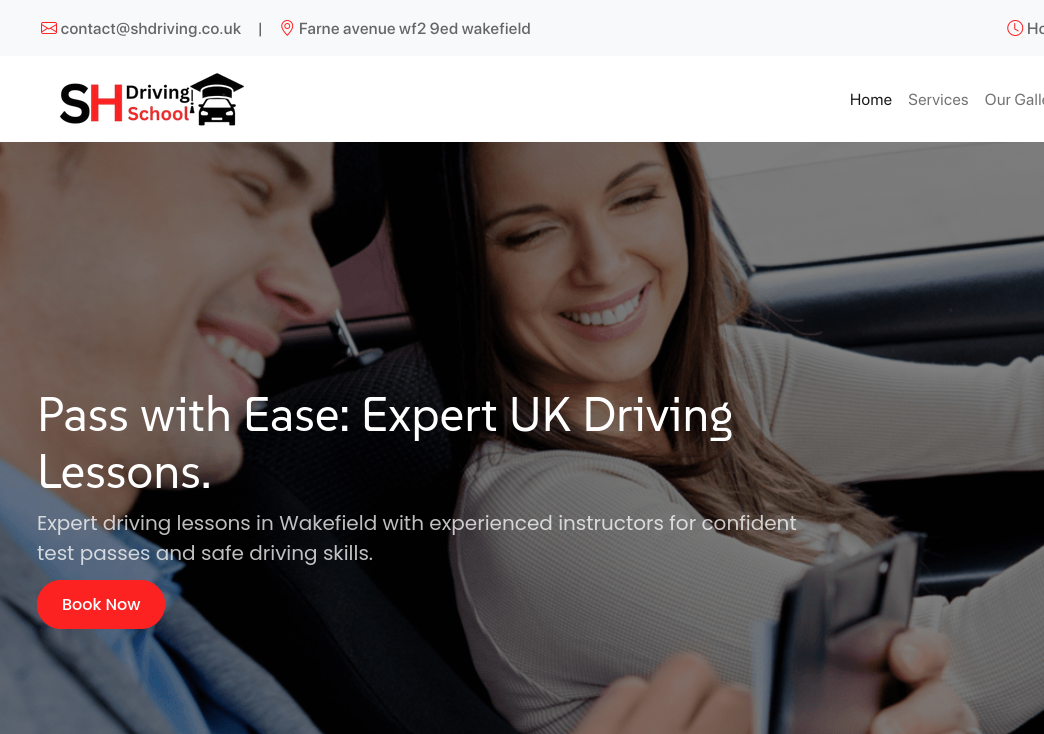 contact@shdriving.co.uk | Farne avenue wf2 9ed wakefield
SH Driving School
Home Services
Our
Pass with Ease: Expert UK Driving
Lessons.
Expert driving lessons in Wakefield with experienced instructors for confident
test passes and safe driving skills.
Book Now